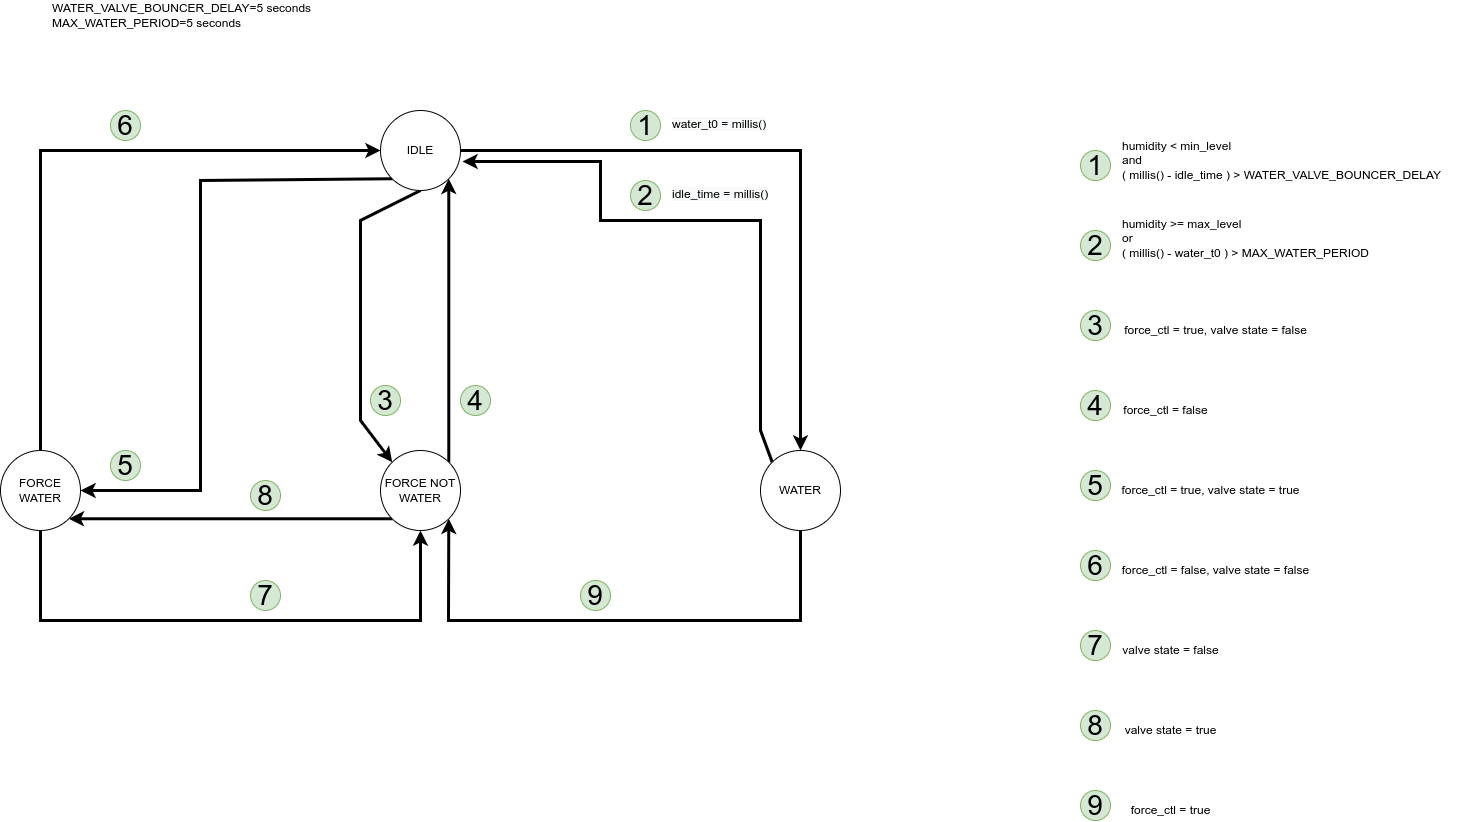 WATER_VALVE_BOUNCER_DELAY=5 seconds
MAX_WATER_PERIOD=5 seconds
6
IDLE
1
water_t0 = millis()
2
idle_time = millis()
3
4
5
FORCE
WATER
8
FORCE NOT
WATER
WATER
7
9
1
humidity < min_level
and
( millis() - idle_time ) > WATER_VALVE_BOUNCER_DELAY
2
humidity >= max_level
or
( millis() - water_t0 ) > MAX_WATER_PERIOD
3
force_ctl = true, valve state = false
4
force_ctl = false
5
force_ctl = true, valve state = true
6
force_ctl = false, valve state = false
7
valve state = false
8
valve state = true
9
force_ctl = true